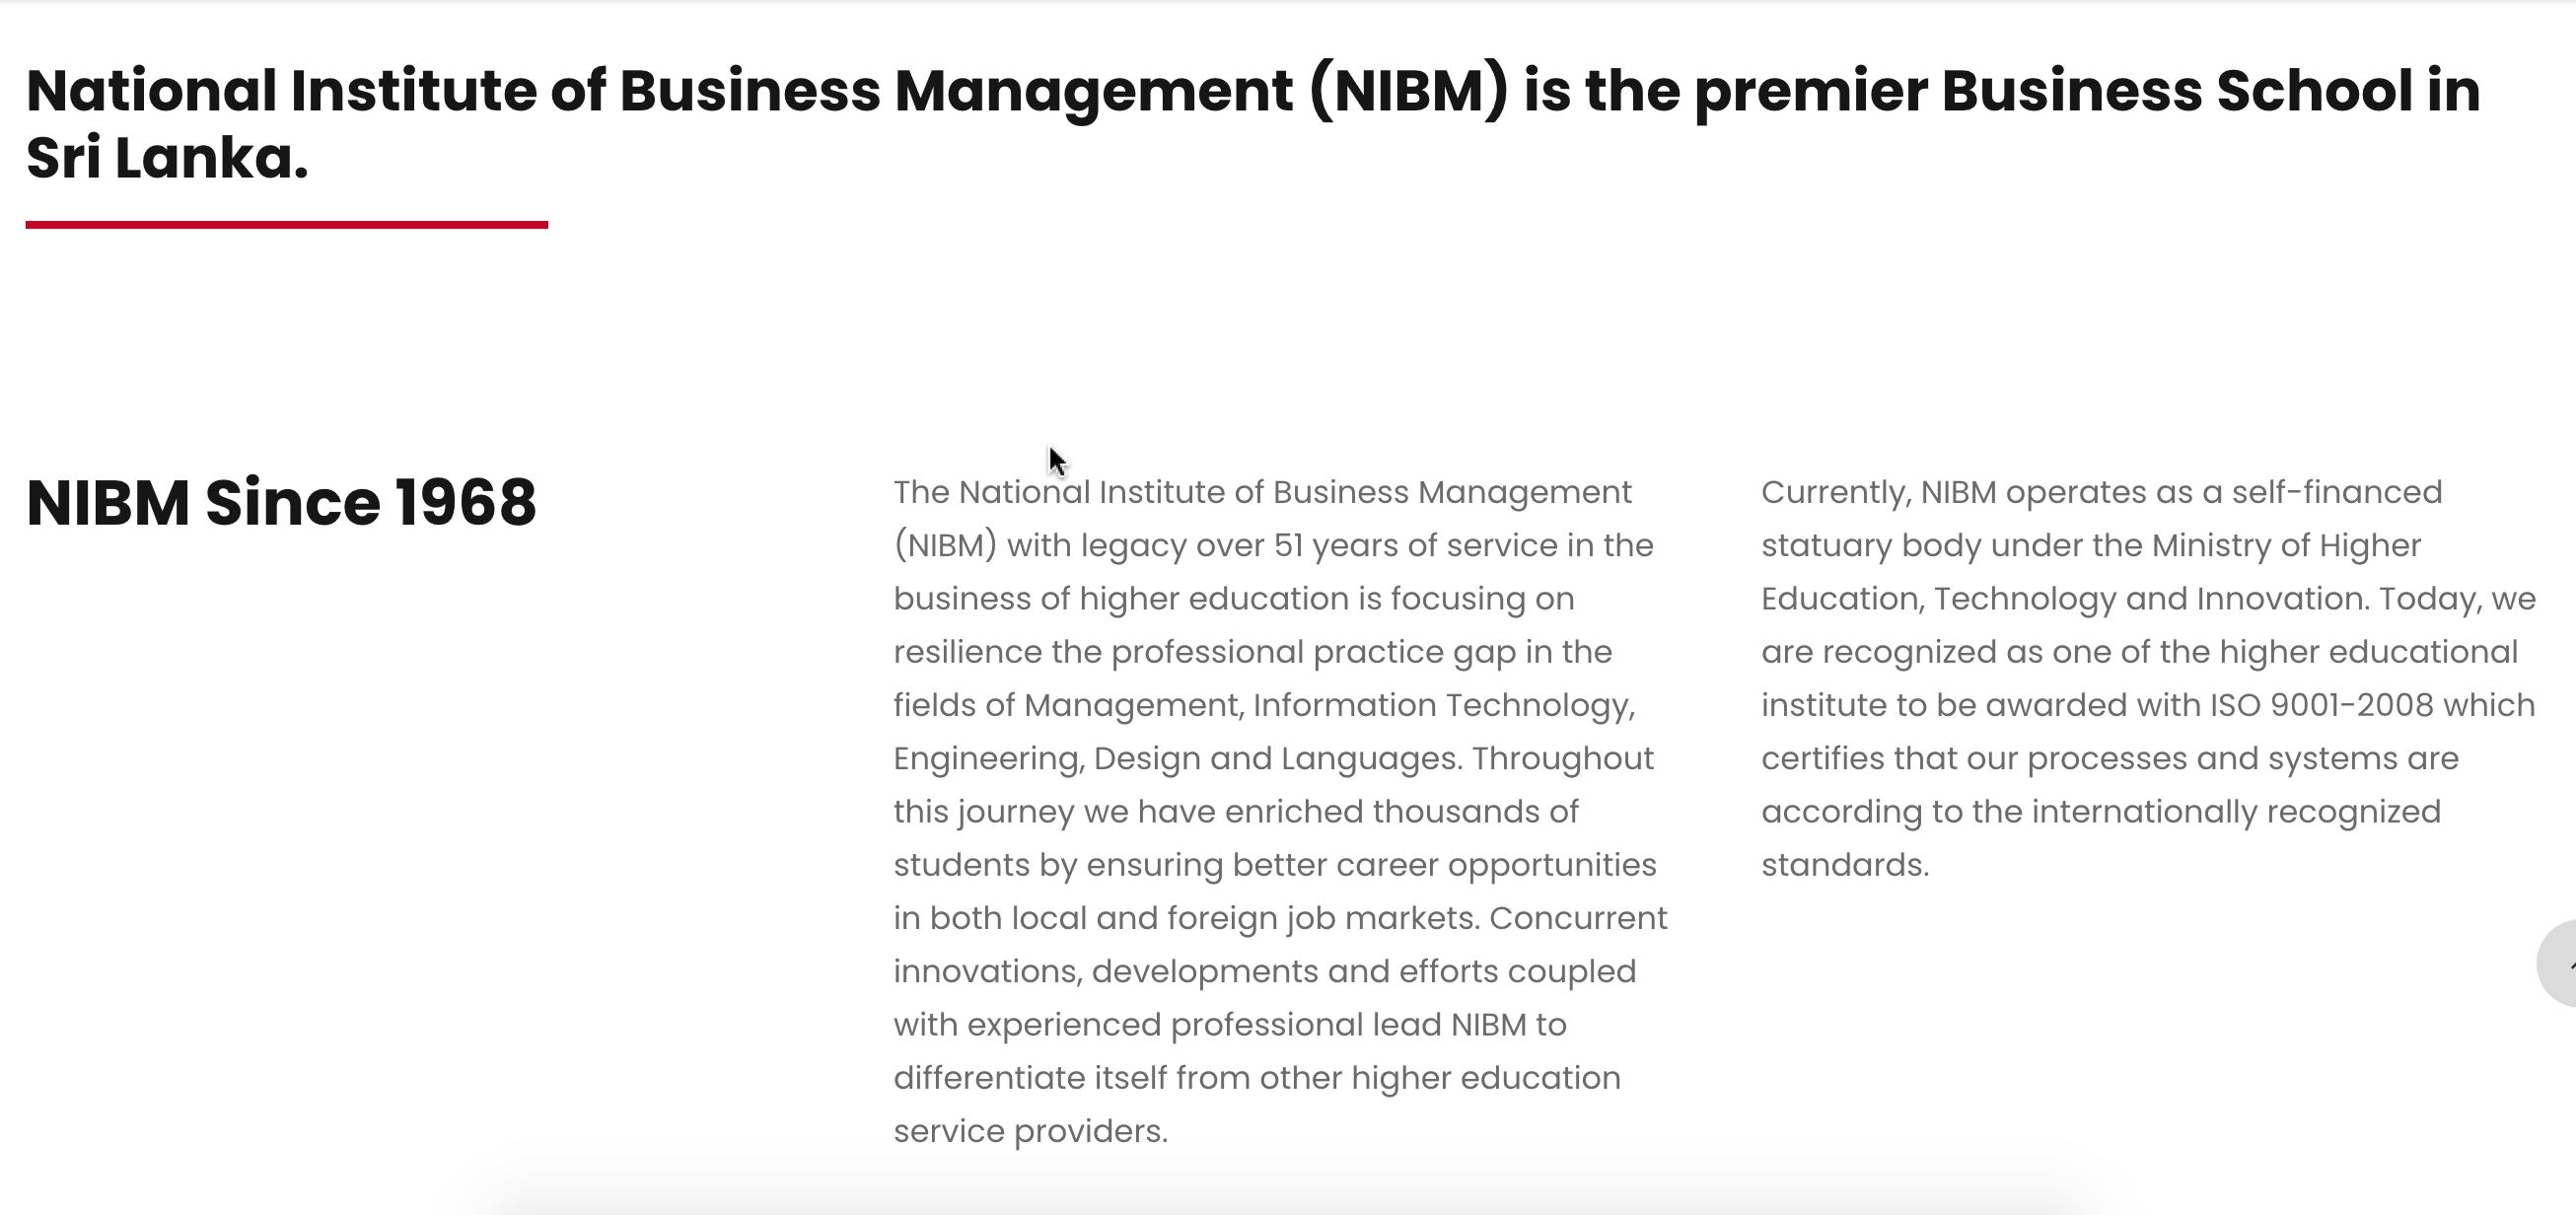 National Institute of Business Management (NIBM) is the premier Business School in
Sri Lanka.
NIBM Since 1968
The National Institute of Business Management
(NIBM) with legacy over 51 years of service in the
business of higher education is focusing on
resilience the professional practice gap in the
fields of Management, Information Technology,
Engineering, Design and Languages. Throughout
this journey we have enriched thousands of
students by ensuring better career opportunities
in both local and foreign job markets. Concurrent
innovations, developments and efforts coupled
with experienced professional lead NIBM to
differentiate itself from other higher education
service providers.
Currently, NIBM operates as a self-financed
statuary body under the Ministry of Higher
Education, Technology and Innovation. Today, we
are recognized as one of the higher educational
institute to be awarded with ISO 9001-2008 which
certifies that our processes and systems are
according to the internationally recognized
standards.